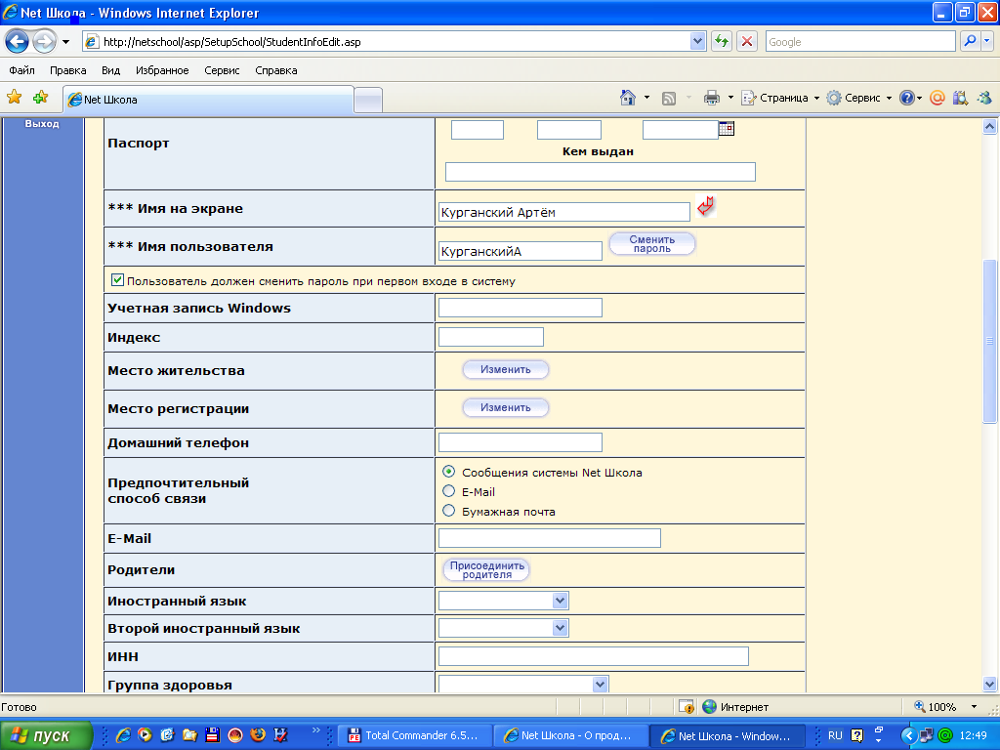 Net Школа - Windows Internet Explorer
http://netschool/asp/SetupSchool/StudentInfoEdit.asp
Google
Файл Правка Вид Избранное Сервис Справка
Net Школа
Страница Сервис
Выход
Паспорт
Кем выдан
*** Имя на экране
Курганский Артём
*** Имя пользователя
КурганскийА
Сменить
пароль
Пользователь должен сменить пароль при первом входе в систему
Учетная запись Windows
Индекс
Место жительства
Изменить
Место регистрации
Изменить
Домашний телефон
Предпочтительный
способ связи
Сообщения системы Net Школа
E-Mail
Бумажная почта
E-Mail
Родители
Присоединить
родителя
Иностранный язык
Второй иностранный язык
ИНН
Группа здоровья
Готово
Интернет
100%
пуск
Total Commander 6.5...
Net Школа - О прод...
Net Школа - Window...
RU
12:49